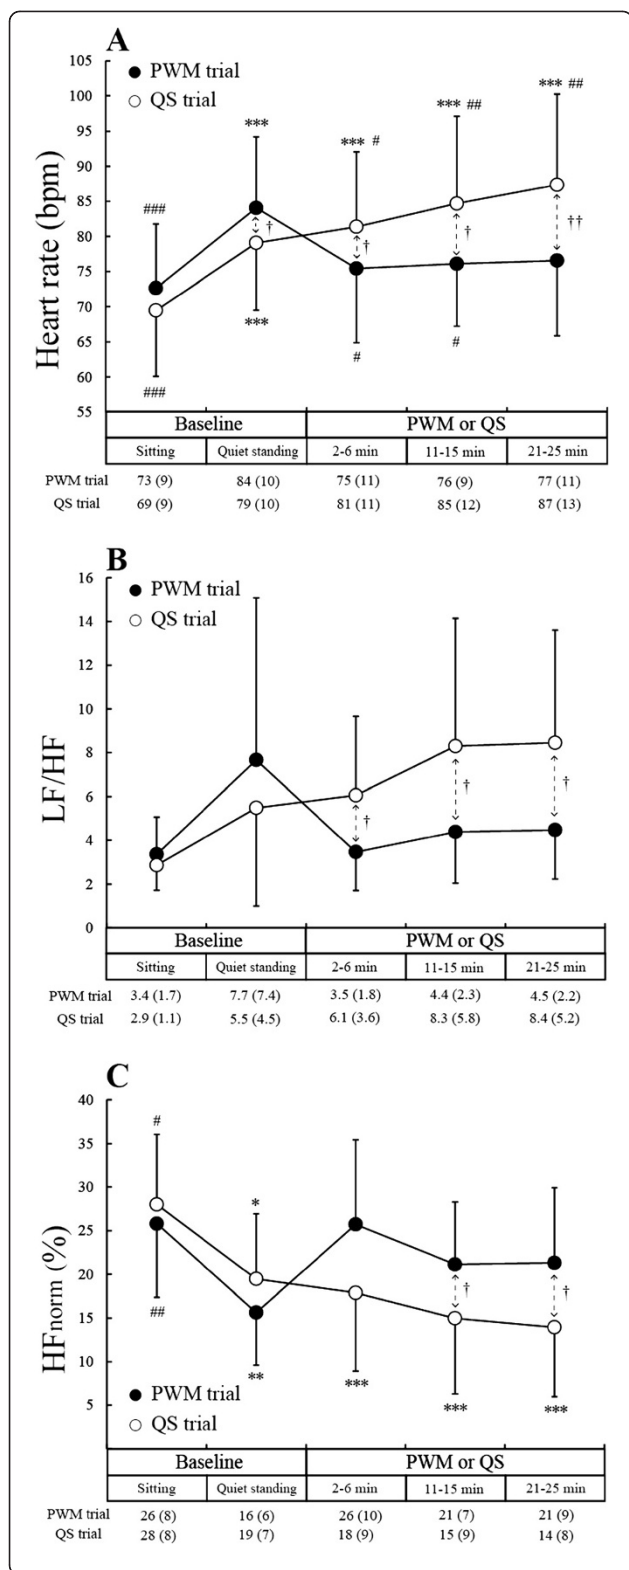 A
105
100
95
90
85
80
75
70
65
60
55
Heart rate (bpm)
PWM trial
QS trial
###
###
***
† 
***
*** #
†
#
*** ##
†
#
*** ##
††
Baseline PWM or QS
Sitting Quiet standing 2-6 min 11-15 min 21-25 min
PWM trial 73 (9) 84 (10) 75 (11) 76 (9) 77 (11)
QS trial 69 (9) 79 (10) 81 (11) 85 (12) 87 (13)
B
16
14
12
10
8
6
4
2
0
LF/HF
PWM trial
QS trial
†
†
†
Baseline PWM or QS
Sitting Quiet standing 2-6 min 11-15 min 21-25 min
PWM trial 3.4 (1.7) 7.7 (7.4) 3.5 (1.8) 4.4 (2.3) 4.5 (2.2)
QS trial 2.9 (1.1) 5.5 (4.5) 6.1 (3.6) 8.3 (5.8) 8.4 (5.2)
C
40
35
30
25
20
15
10
5
HFnorm (%)
#
##
*
**
***
†
***
†
***
PWM trial
QS trial
Baseline PWM or QS
Sitting Quiet standing 2-6 min 11-15 min 21-25 min
PWM trial 26 (8) 16 (6) 26 (10) 21 (7) 21 (9)
QS trial 28 (8) 19 (7) 18 (9) 15 (9) 14 (8)